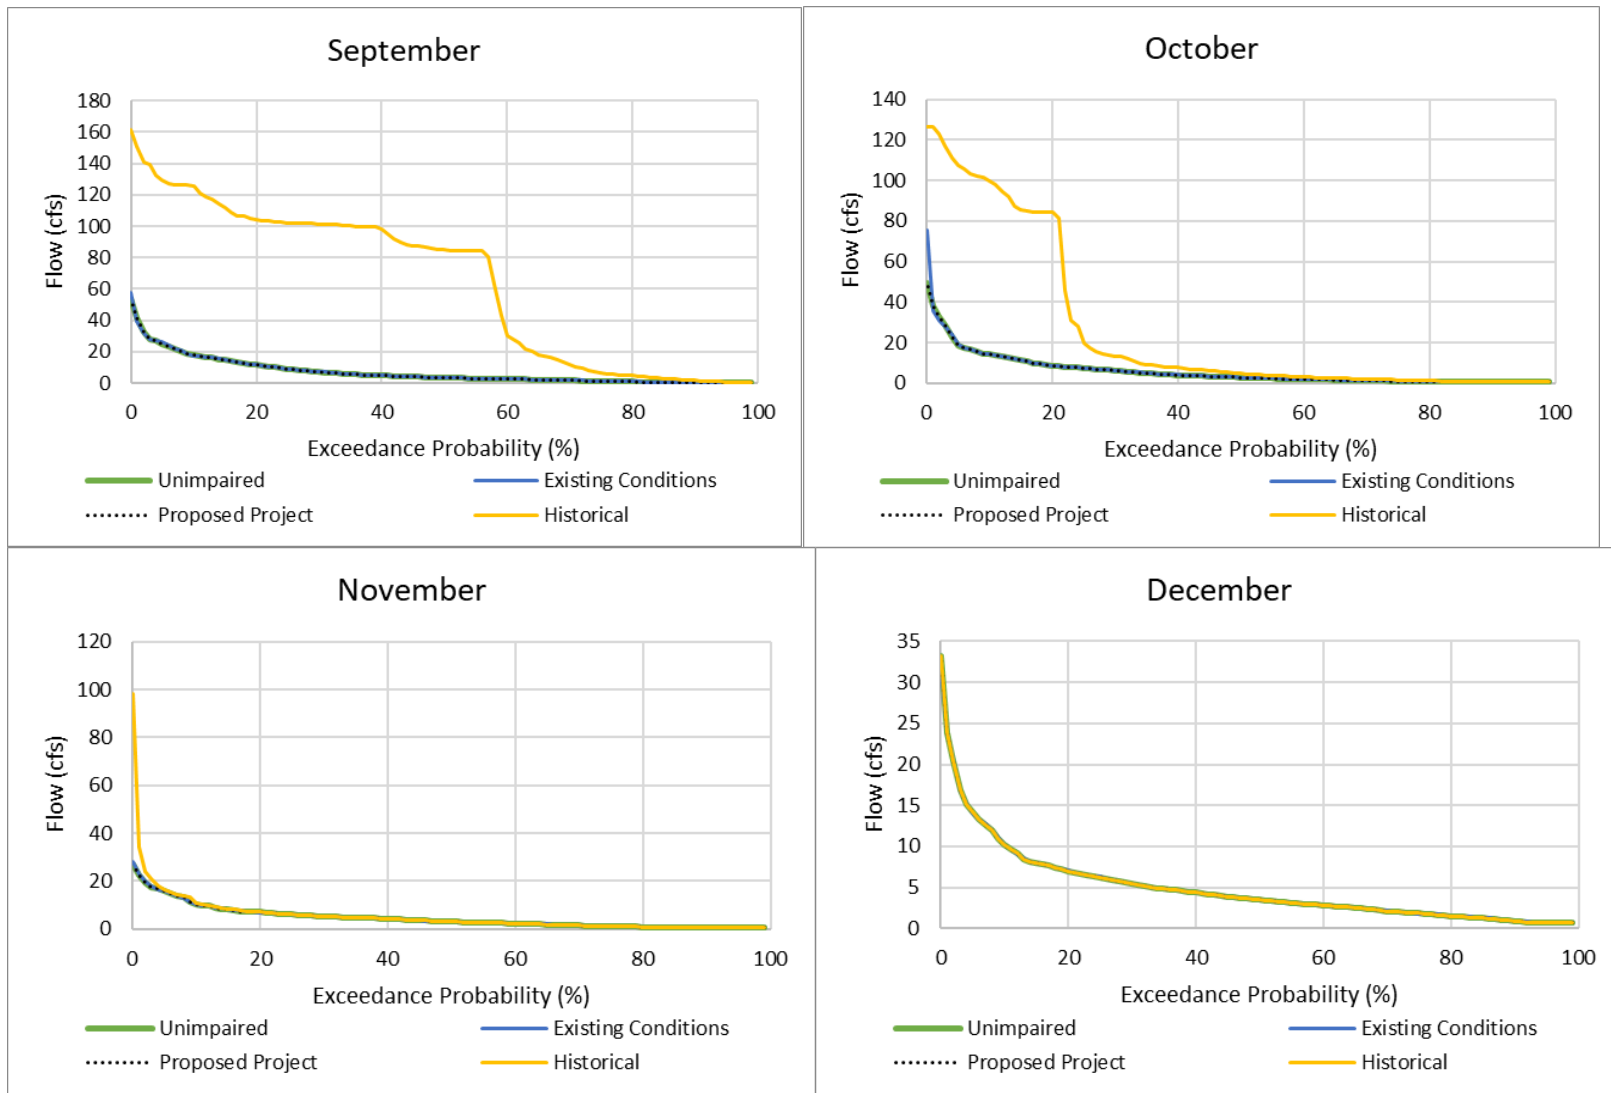 September
180
160
140
120
100
80
60
40
20
0
Flow (cfs)
0 20 40 60 80 100
Exceedance Probability (%)
Unimpaired Existing Conditions
Proposed Project Historical
October
140
120
100
80
60
40
20
0
Flow (cfs)
0 20 40 60 80 100
Exceedance Probability (%)
Unimpaired Existing Conditions
Proposed Project Historical
November
120
100
80
60
40
20
0
Flow (cfs)
0 20 40 60 80 100
Exceedance Probability (%)
Unimpaired Existing Conditions
Proposed Project Historical
December
35
30
25
20
15
10
5
0
Flow (cfs)
0 20 40 60 80 100
Exceedance Probability (%)
Unimpaired Existing Conditions
Proposed Project Historical